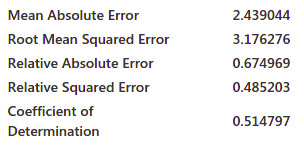 Mean Absolute Error 2.439044
Root Mean Squared Error 3.176276
Relative Absolute Error 0.674969
Relative Squared Error 0.485203
Coefficient of
Determination 0.514797